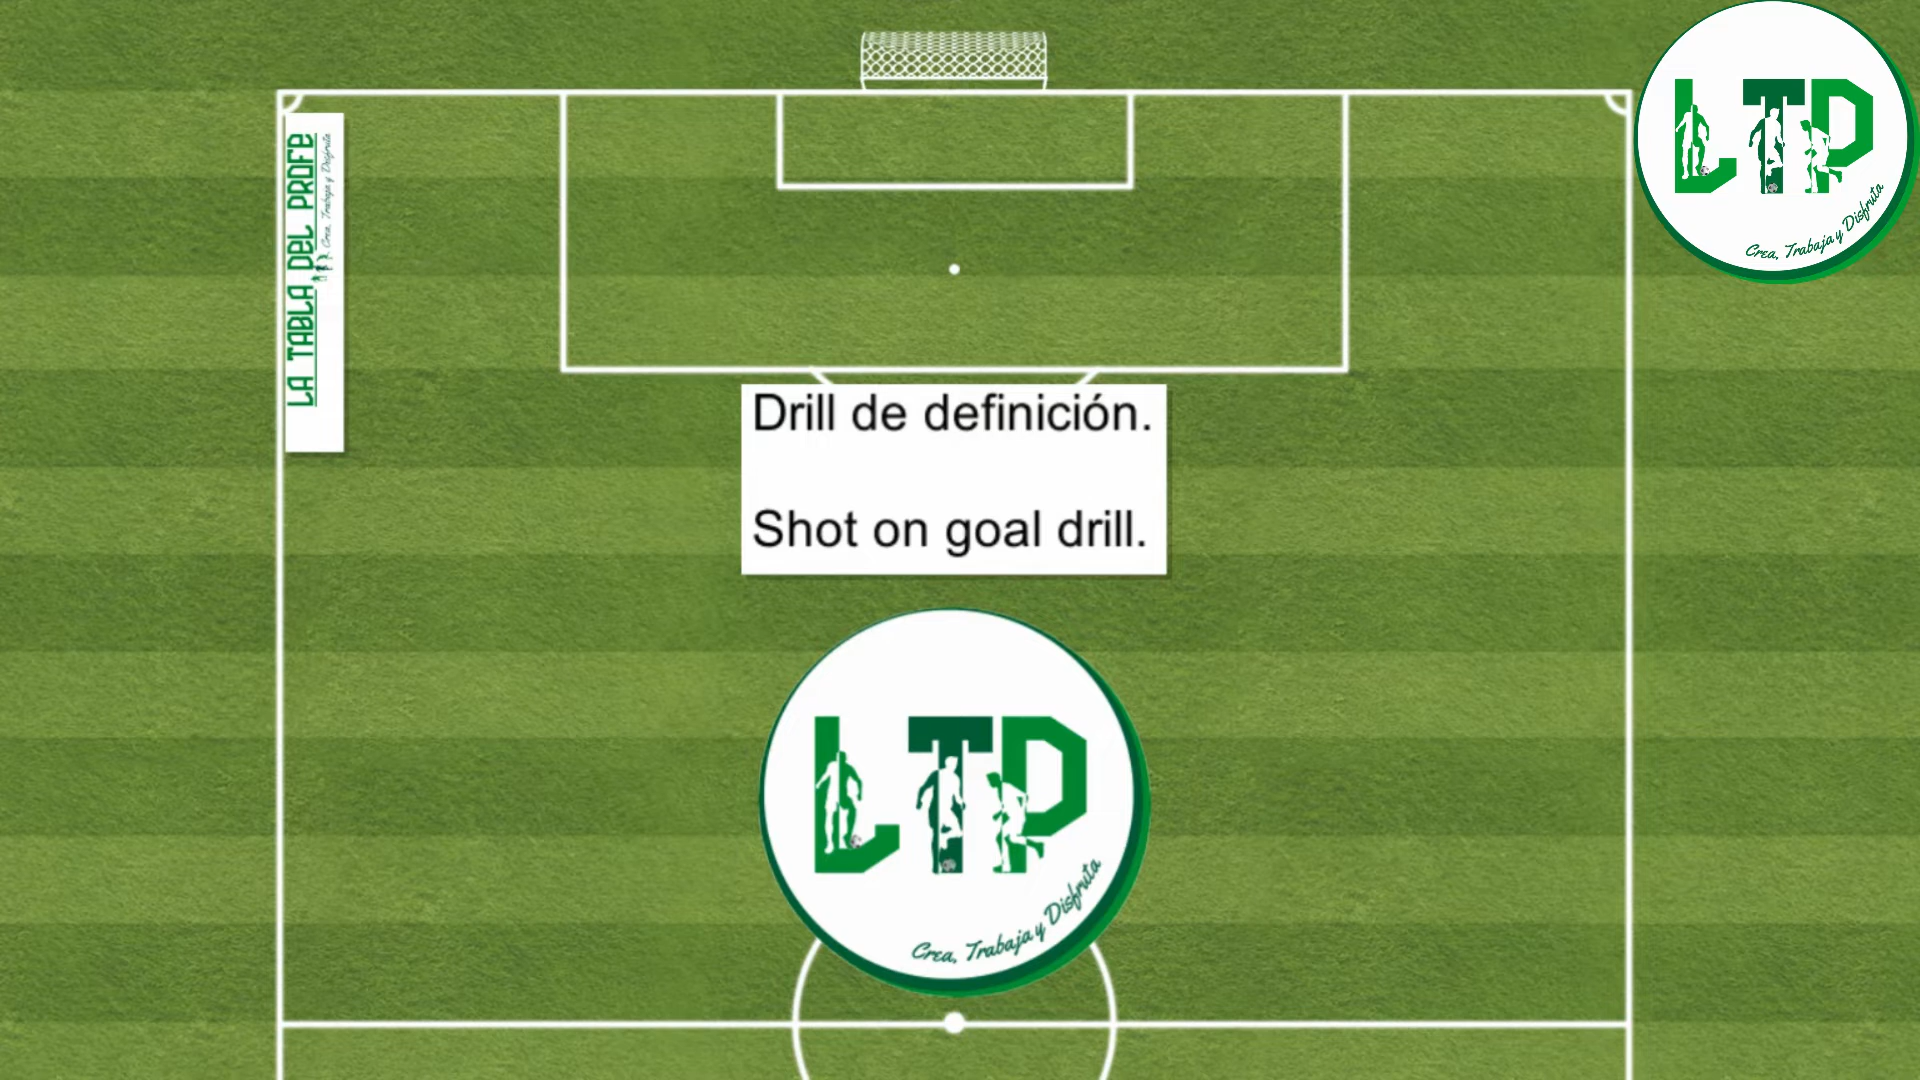 LA TABLA DEL PROFE
Crea, Trabaja y Disfruta
LTP
Crea, Trabaja y Disfruta
Drill de definición.
Shot on goal drill.
LTP
Crea, Trabaja y Disfruta